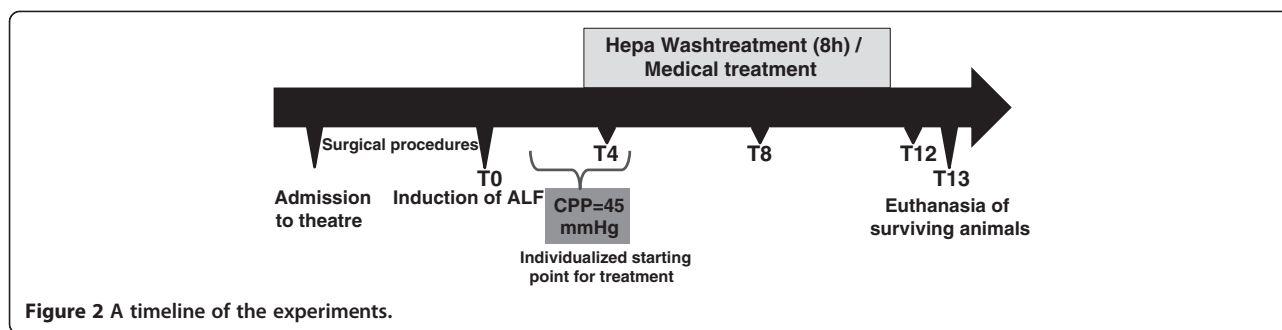 Hepa Washtreatment (8h) /
Medical treatment
Surgical procedures
T0
T4
T8
T12
T13
Admission
to theatre
Induction of ALF
CPP=45
mmHg
Euthanasia of
surviving animals
Individualized starting
point for treatment
Figure 2 A timeline of the experiments.